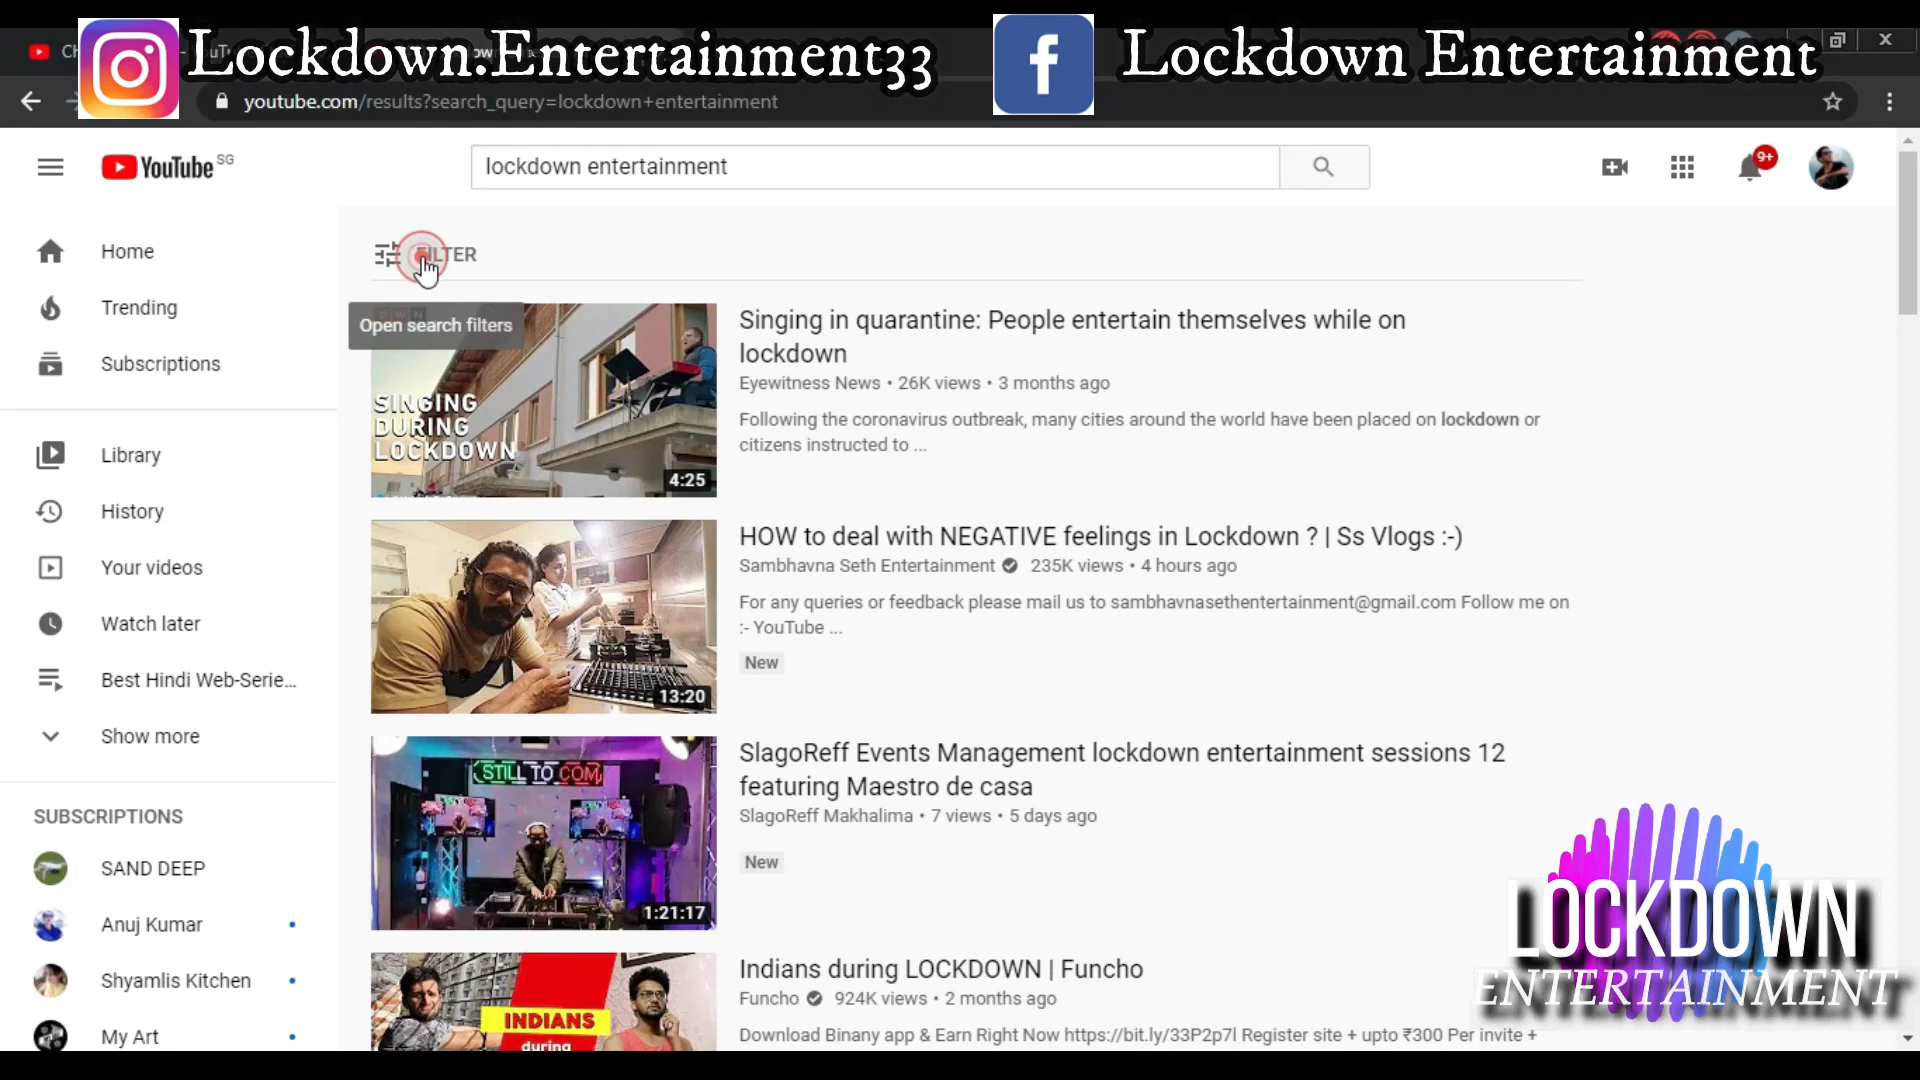 Lockdown.Entertainment33
Lockdown Entertainment
youtube.com/results?search_query=lockdown+entertainment
YouTube SG
lockdown entertainment
9+
Home
Trending
Subscriptions
Library
History
Your videos
Watch later
Best Hindi Web-Serie...
Show more
SUBSCRIPTIONS
SAND DEEP
Anuj Kumar
Shyamlis Kitchen
My Art
FILTER
Open search filters
SINGING
DURING
LOCKDOWN
4:25
Singing in quarantine: People entertain themselves while on
lockdown
Eyewitness News • 26K views • 3 months ago
Following the coronavirus outbreak, many cities around the world have been placed on lockdown or
citizens instructed to ...
13:20
HOW to deal with NEGATIVE feelings in Lockdown ? | Ss Vlogs :-)
Sambhavna Seth Entertainment 235K views • 4 hours ago
For any queries or feedback please mail us to sambhavnasethentertainment@gmail.com Follow me on
:- YouTube ...
New
STILL TO COM
1:21:17
SlagoReff Events Management lockdown entertainment sessions 12
featuring Maestro de casa
SlagoReff Makhalima • 7 views • 5 days ago
New
INDIANS
during
Indians during LOCKDOWN | Funcho
Funcho 924K views • 2 months ago
Download Binany app & Earn Right Now https://bit.ly/33P2p7l Register site + upto ₹300 Per invite +
LOCKDOWN
ENTERTAINMENT